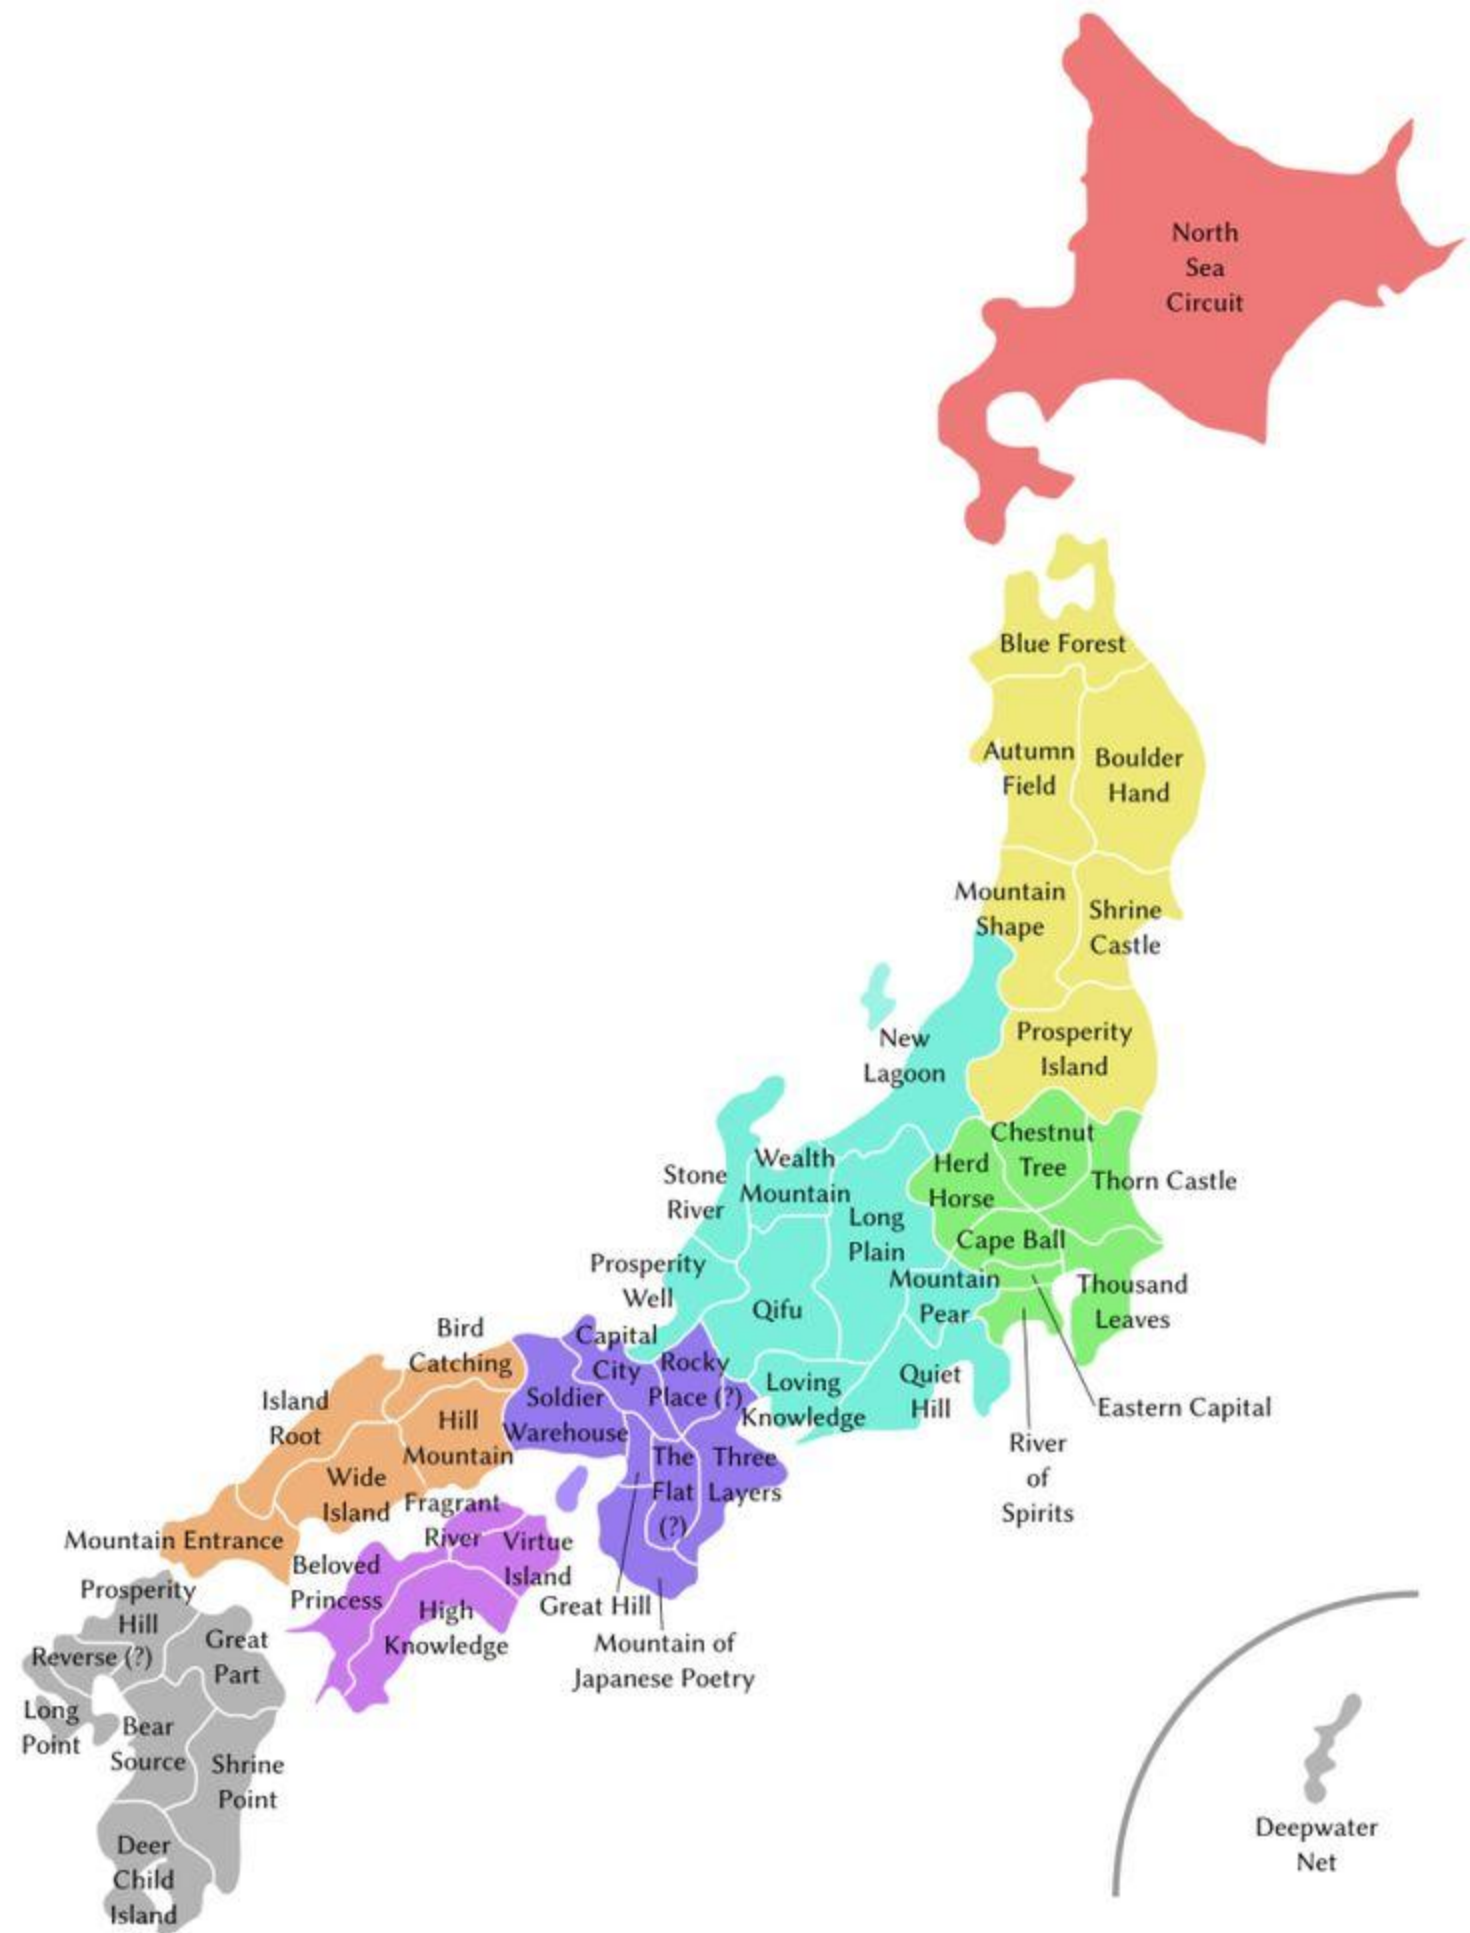 North
Sea
Circuit
Blue Forest
Autumn
Field
Boulder
Hand
Mountain
Shape
Shrine
Castle
New
Lagoon
Prosperity
Island
Chestnut
Tree
Herd
Horse
Thorn Castle
Wealth
Mountain
Stone
River
Long
Plain
Cape Ball
Prosperity
Well
Mountain
Pear
Thousand
Leaves
Qifu
Capital
City
Rocky
Place (?)
Bird
Catching
Loving
Knowledge
Quiet
Hill
Eastern Capital
River
of
Spirits
Island
Root
Hill
Mountain
Soldier
Warehouse
Wide
Island
The
Flat
(?)
Three
Layers
Fragrant
River
Virtue
Island
Mountain Entrance
Beloved
Princess
High
Knowledge
Great Hill
Mountain of
Japanese Poetry
Prosperity
Hill
Reverse (?)
Great
Part
Long
Point
Bear
Source
Shrine
Point
Deer
Child
Island
Deepwater
Net